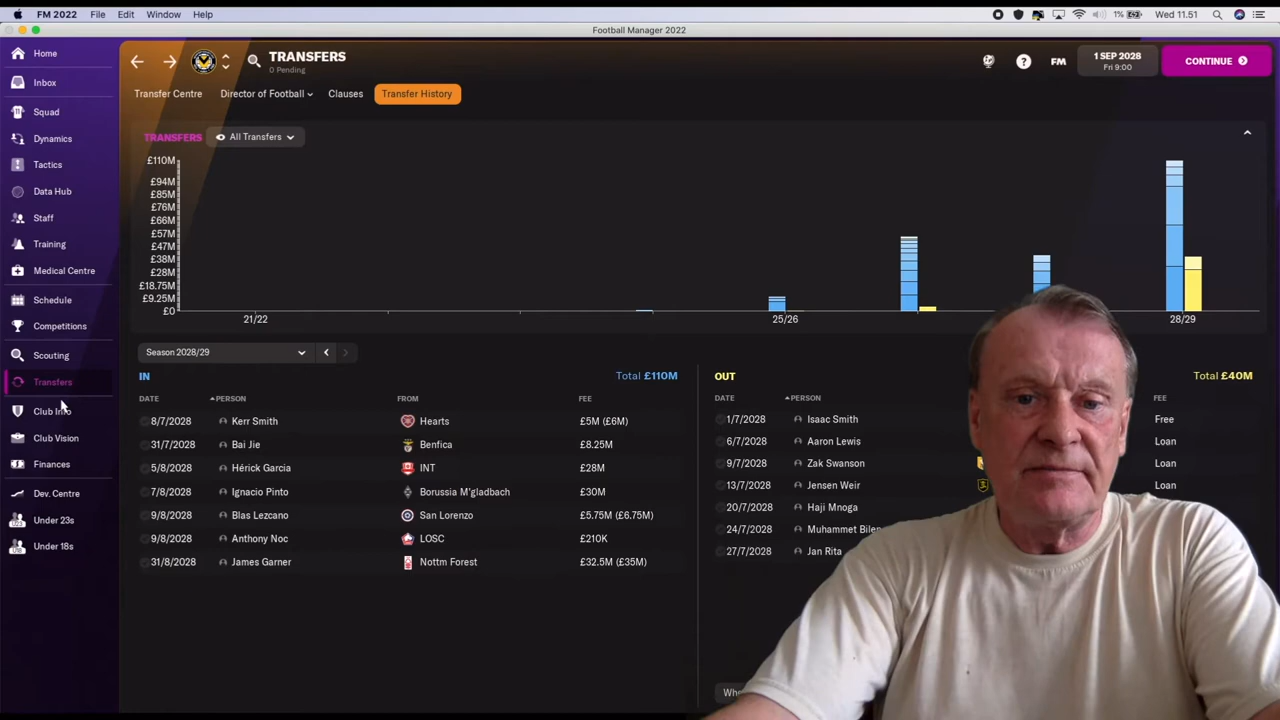 FM 2022 File Edit Window Help 1% Wed 11.51
Football Manager 2022
Home
Inbox
Squad
Dynamics
Tactics
Data Hub
Staff
Training
Medical Centre
Schedule
Competitions
Scouting
Transfers
Club Info
Club Vision
Finances
Dev. Centre
Under 23s
Under 18s
TRANSFERS
0 Pending
FM
1 SEP 2028
Fri 9:00
CONTINUE
Transfer Centre Director of Football Clauses Transfer History
TRANSFERS All Transfers
£110M
£94M
£85M
£76M
£66M
£57M
£47M
£38M
£28M
£18.75M
£9.25M
£0
21/22 25/26 28/29
Season 2028/29
IN Total £110M
DATE PERSON FROM FEE
8/7/2028 Kerr Smith Hearts £5M (£6M)
31/7/2028 Bai Jie Benfica £8.25M
5/8/2028 Hérick Garcia INT £28M
7/8/2028 Ignacio Pinto Borussia M'gladbach £30M
9/8/2028 Blas Lezcano San Lorenzo £5.75M (£6.75M)
9/8/2028 Anthony Noc LOSC £210K
31/8/2028 James Garner Nottm Forest £32.5M (£35M)
OUT Total £40M
DATE PERSON FEE
1/7/2028 Isaac Smith Free
6/7/2028 Aaron Lewis Loan
9/7/2028 Zak Swanson Loan
13/7/2028 Jensen Weir Loan
20/7/2028 Haji Mnoga
24/7/2028 Muhammet Bilen
27/7/2028 Jan Rita